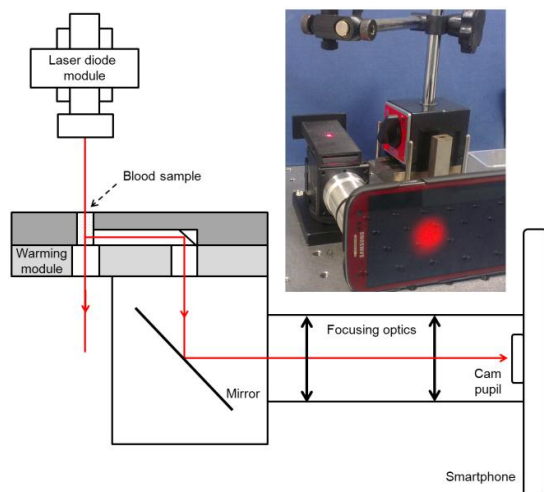 Laser diode
module
Blood sample
Warming
module
Focusing optics
Mirror
Cam
pupil
Smartphone
SAMSUNG